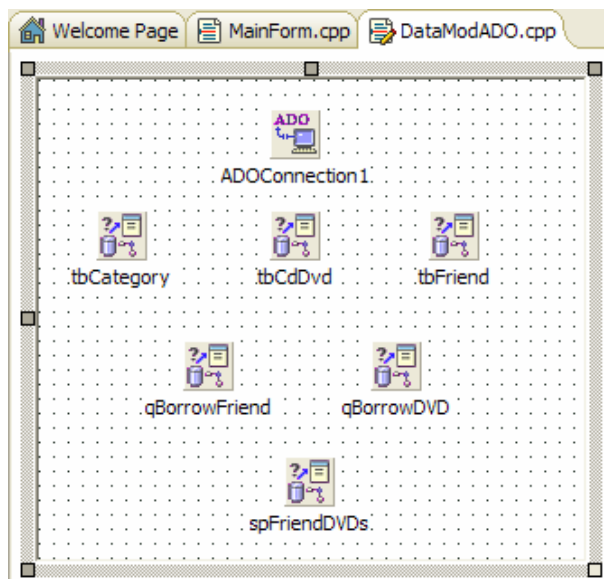 Welcome Page MainForm.cpp DataModADO.cpp
ADO
ADOConnection1
tbCategory tbCdDvd tbFriend
qBorrowFriend qBorrowDVD
spFriendDVDs